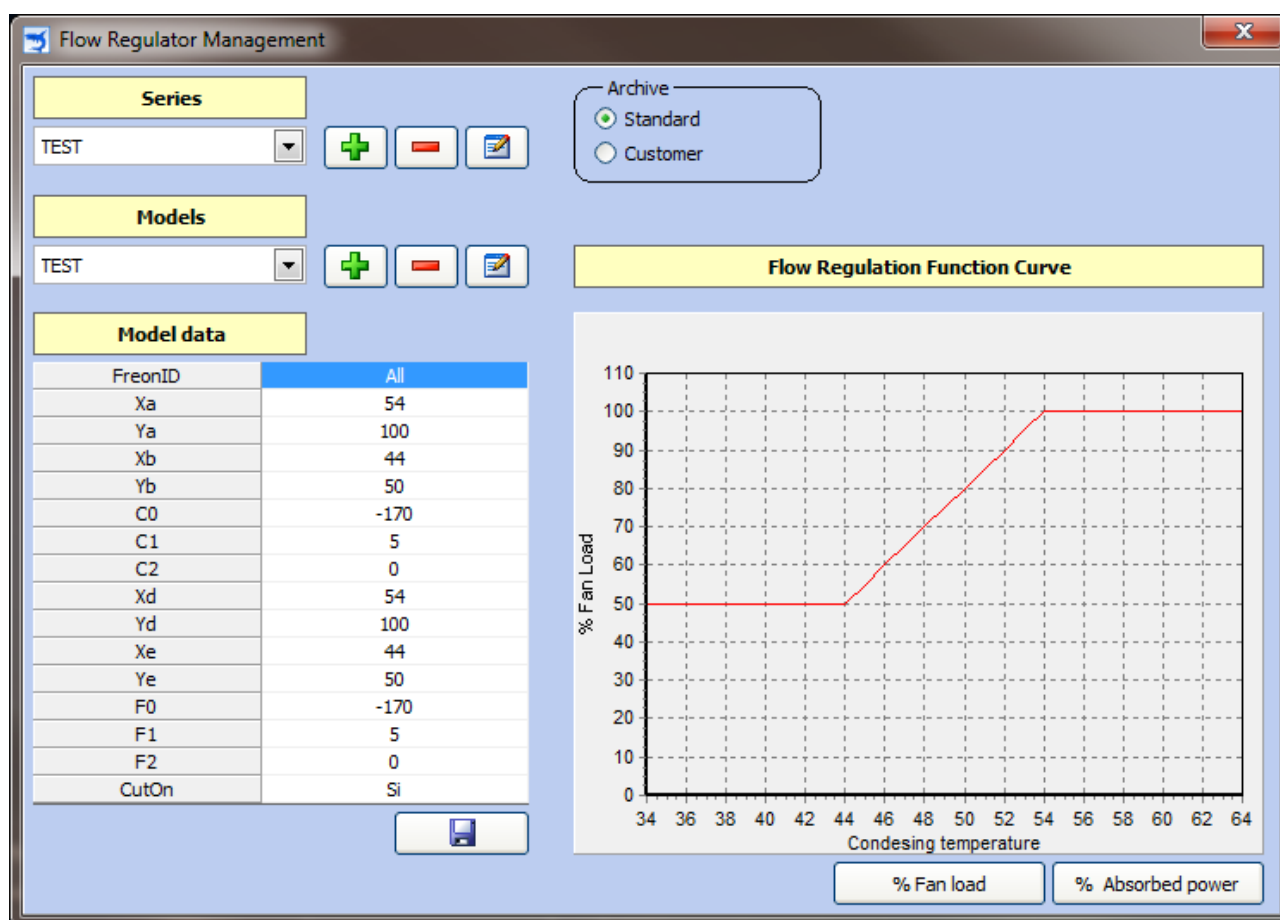 Flow Regulator Management
Series
TEST
Archive
Standard
Customer
Models
TEST
Model data
FreonID All
Xa 54
Ya 100
Xb 44
Yb 50
C0 -170
C1 5
C2 0
Xd 54
Yd 100
Xe 44
Ye 50
F0 -170
F1 5
F2 0
CutOn Si
Flow Regulation Function Curve
110
100
90
80
70
60
50
40
30
20
10
0
% Fan Load
34 36 38 40 42 44 46 48 50 52 54 56 58 60 62 64
Condesing temperature
% Fan load
% Absorbed power